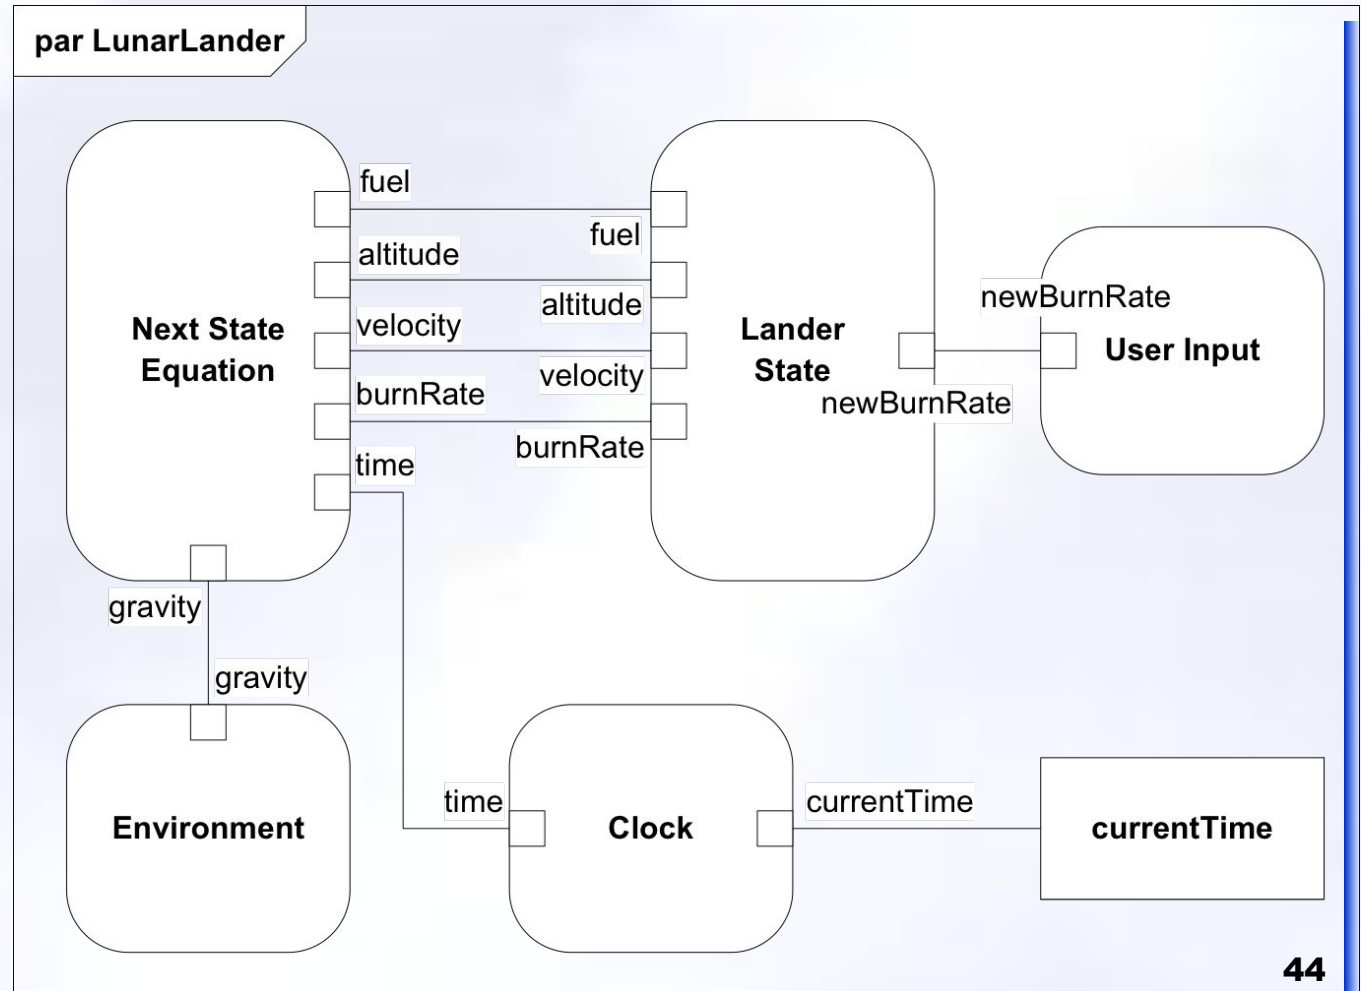 par LunarLander
fuel
fuel
altitude
altitude
velocity
velocity
burnRate
burnRate
time
Next State
Equation
Lander
State
newBurnRate
newBurnRate
User Input
gravity
gravity
Environment
time
Clock
currentTime
currentTime
44